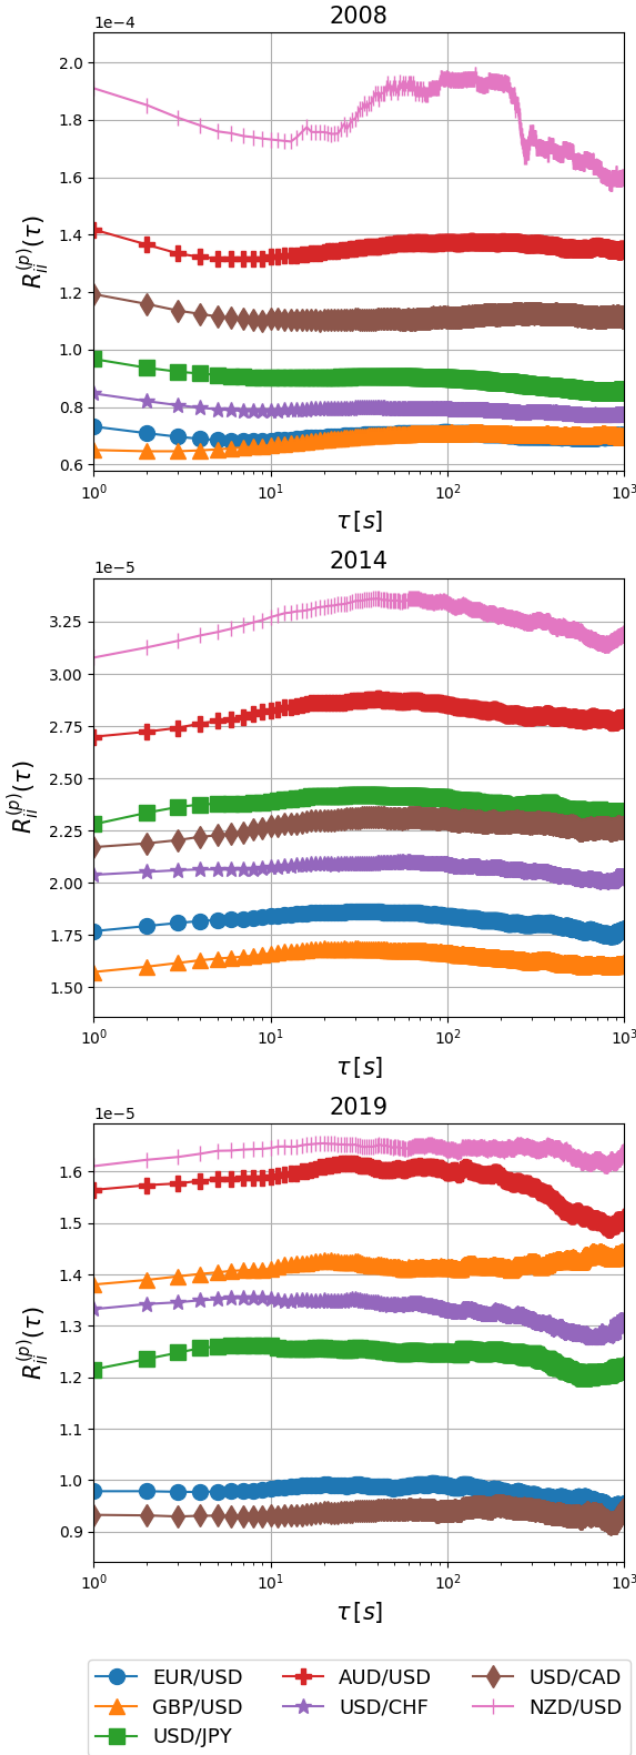 2008
1e−4
2.0
1.8
1.6
1.4
1.2
1.0
0.8
0.6
R_{ii}^{(p)}(τ)
10^0 10^1 10^2 10^3
τ [s]
2014
1e−5
3.25
3.00
2.75
2.50
2.25
2.00
1.75
1.50
R_{ii}^{(p)}(τ)
10^0 10^1 10^2 10^3
τ [s]
2019
1e−5
1.6
1.5
1.4
1.3
1.2
1.1
1.0
0.9
R_{ii}^{(p)}(τ)
10^0 10^1 10^2 10^3
τ [s]
EUR/USD AUD/USD USD/CAD
GBP/USD USD/CHF NZD/USD
USD/JPY